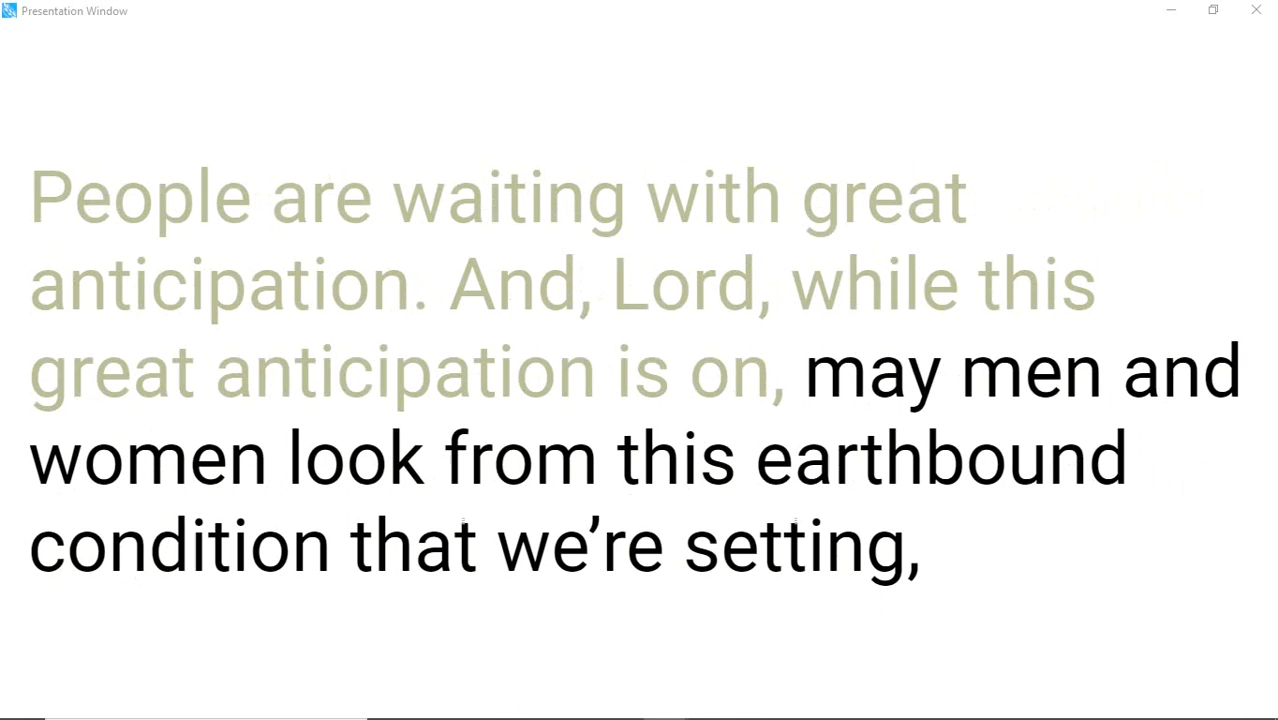 Presentation Window
People are waiting with great
anticipation. And, Lord, while this
great anticipation is on, may men and
women look from this earthbound
condition that we’re setting,